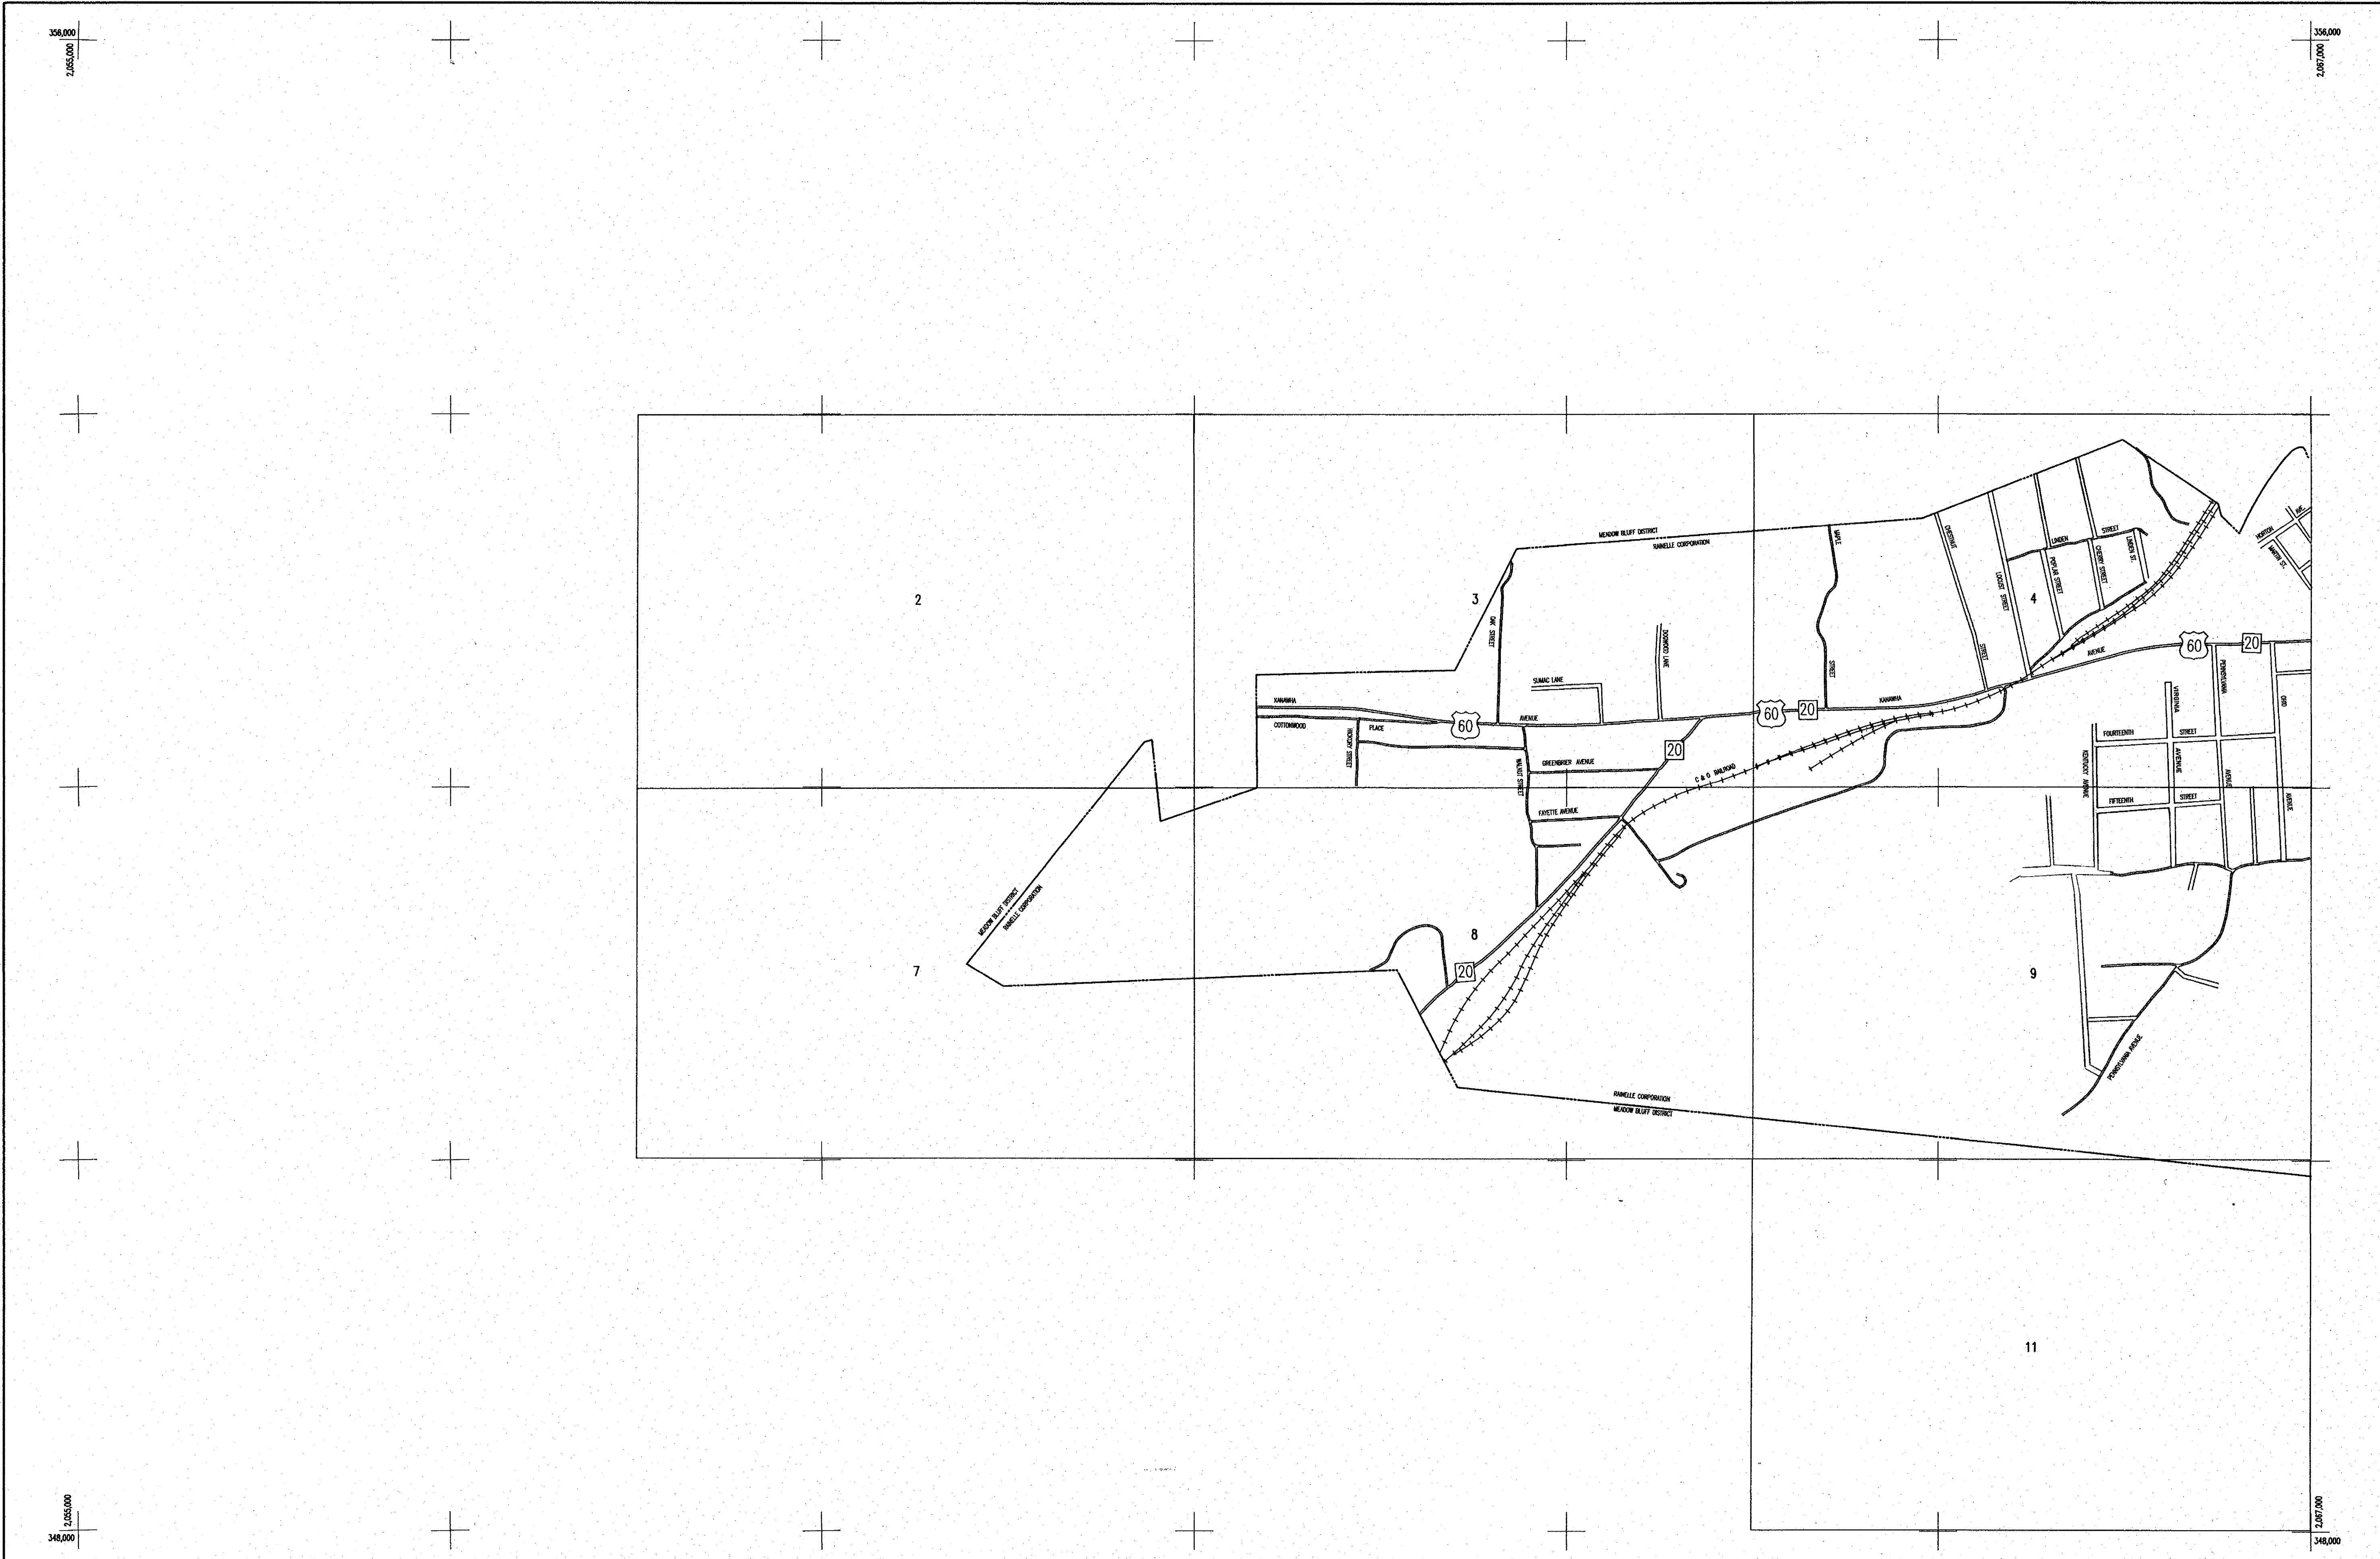 356,000
2,055,000
356,000
2,067,000
MEADOW BLUFF DISTRICT
RAINELLE CORPORATION
2
3
4
OAK STREET
DOGWOOD LANE
SUMAC LANE
MAPLE
STREET
CHESTNUT
STREET
LOCUST STREET
LINDEN
STREET
POPLAR STREET
CHERRY STREET
LINDEN ST.
HORTON
AVE.
MARTIN ST.
KANAWHA
AVENUE
COTTONWOOD
PLACE
60
HICKORY STREET
WALNUT STREET
GREENBRIER AVENUE
FAYETTE AVENUE
20
60
20
KANAWHA
AVENUE
60
20
C & O RAILROAD
VIRGINIA
AVENUE
PENNSYLVANIA
AVENUE
OHIO
AVENUE
KENTUCKY AVENUE
FOURTEENTH
STREET
FIFTEENTH
STREET
MEADOW BLUFF DISTRICT
RAINELLE CORPORATION
7
8
9
20
PENNSYLVANIA AVENUE
RAINELLE CORPORATION
MEADOW BLUFF DISTRICT
11
2,055,000
348,000
2,067,000
348,000